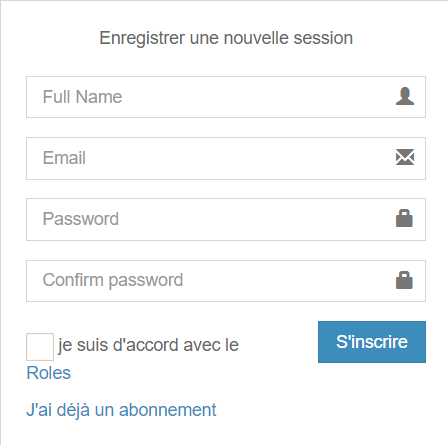 Enregistrer une nouvelle session
Full Name
Email
Password
Confirm password
je suis d'accord avec le
Roles
S'inscrire
J'ai déjà un abonnement